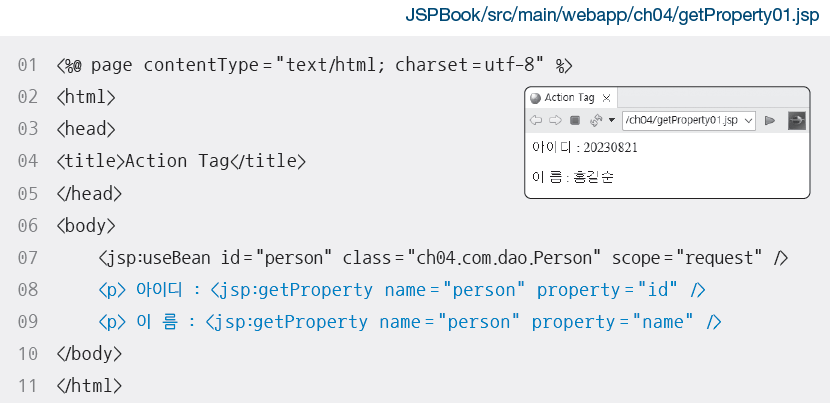 JSPBook/src/main/webapp/ch04/getProperty01.jsp
01 <%@ page contentType="text/html; charset=utf-8" %>
02 <html>
03 <head>
04 <title>Action Tag</title>
05 </head>
06 <body>
07 <jsp:useBean id="person" class="ch04.com.dao.Person" scope="request" />
08 <p> 아이디 : <jsp:getProperty name="person" property="id" />
09 <p> 이 름 : <jsp:getProperty name="person" property="name" />
10 </body>
11 </html>
Action Tag
/ch04/getProperty01.jsp
아이디 : 20230821
이 름 : 홍길순